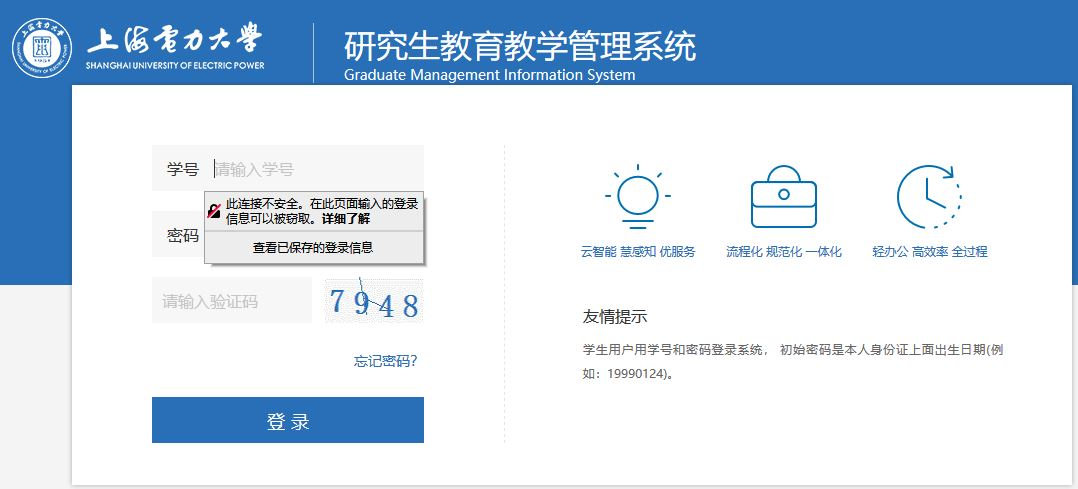 上海电力大学
SHANGHAI UNIVERSITY OF ELECTRIC POWER
研究生教育教学管理系统
Graduate Management Information System
学号 请输入学号
此连接不安全。在此页面输入的登录
信息可以被窃取。详细了解
查看已保存的登录信息
密码
请输入验证码
7948
忘记密码?
登 录
云智能 慧感知 优服务
流程化 规范化 一体化
轻办公 高效率 全过程
友情提示
学生用户用学号和密码登录系统， 初始密码是本人身份证上面出生日期(例
如：19990124)。